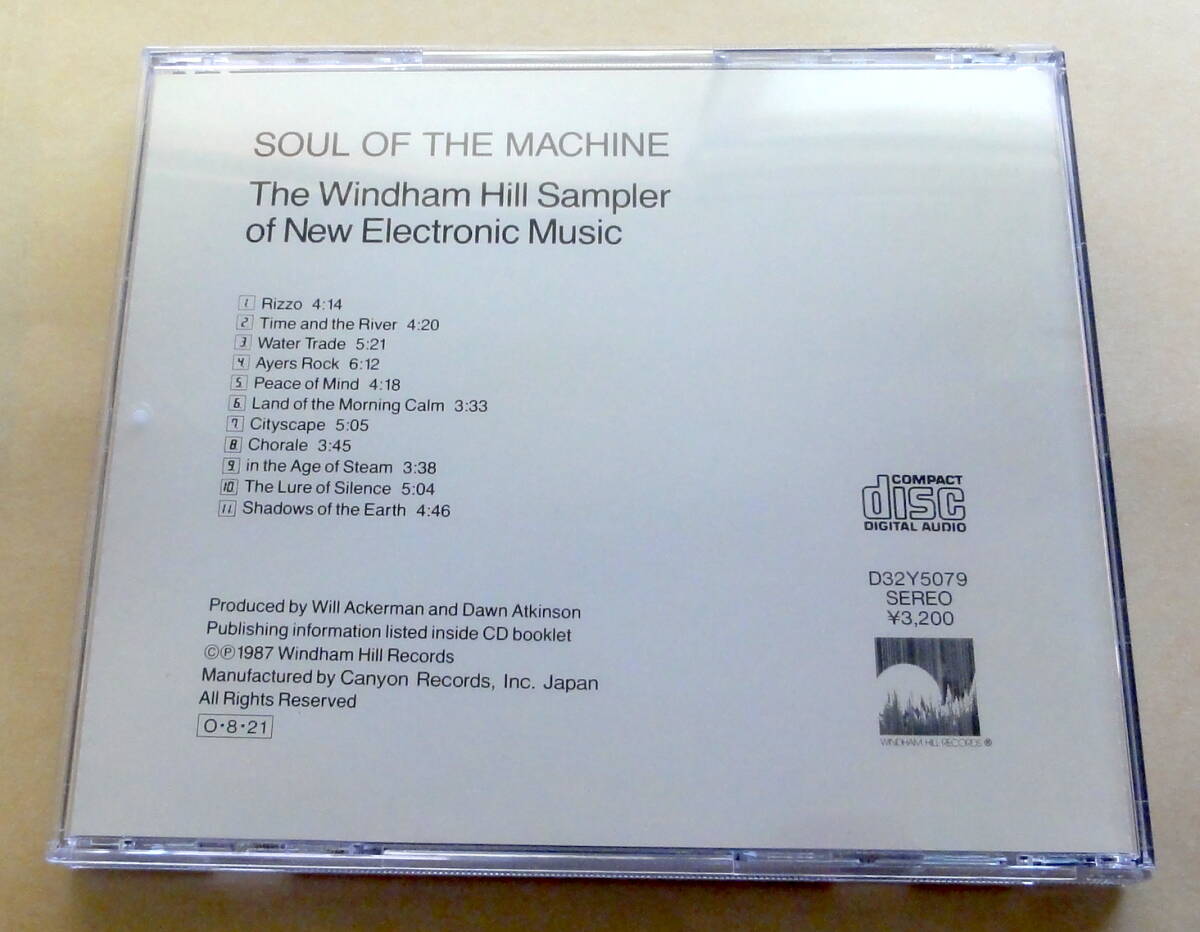 SOUL OF THE MACHINE
The Windham Hill Sampler
of New Electronic Music
1 Rizzo 4:14
2 Time and the River 4:20
3 Water Trade 5:21
4 Ayers Rock 6:12
5 Peace of Mind 4:18
6 Land of the Morning Calm 3:33
7 Cityscape 5:05
8 Chorale 3:45
9 in the Age of Steam 3:38
10 The Lure of Silence 5:04
11 Shadows of the Earth 4:46
Produced by Will Ackerman and Dawn Atkinson
Publishing information listed inside CD booklet
©℗1987 Windham Hill Records
Manufactured by Canyon Records, Inc. Japan
All Rights Reserved
O·8·21
COMPACT
disc
DIGITAL AUDIO
D32Y5079
SEREO
¥3,200
WINDHAM HILL RECORDS ®